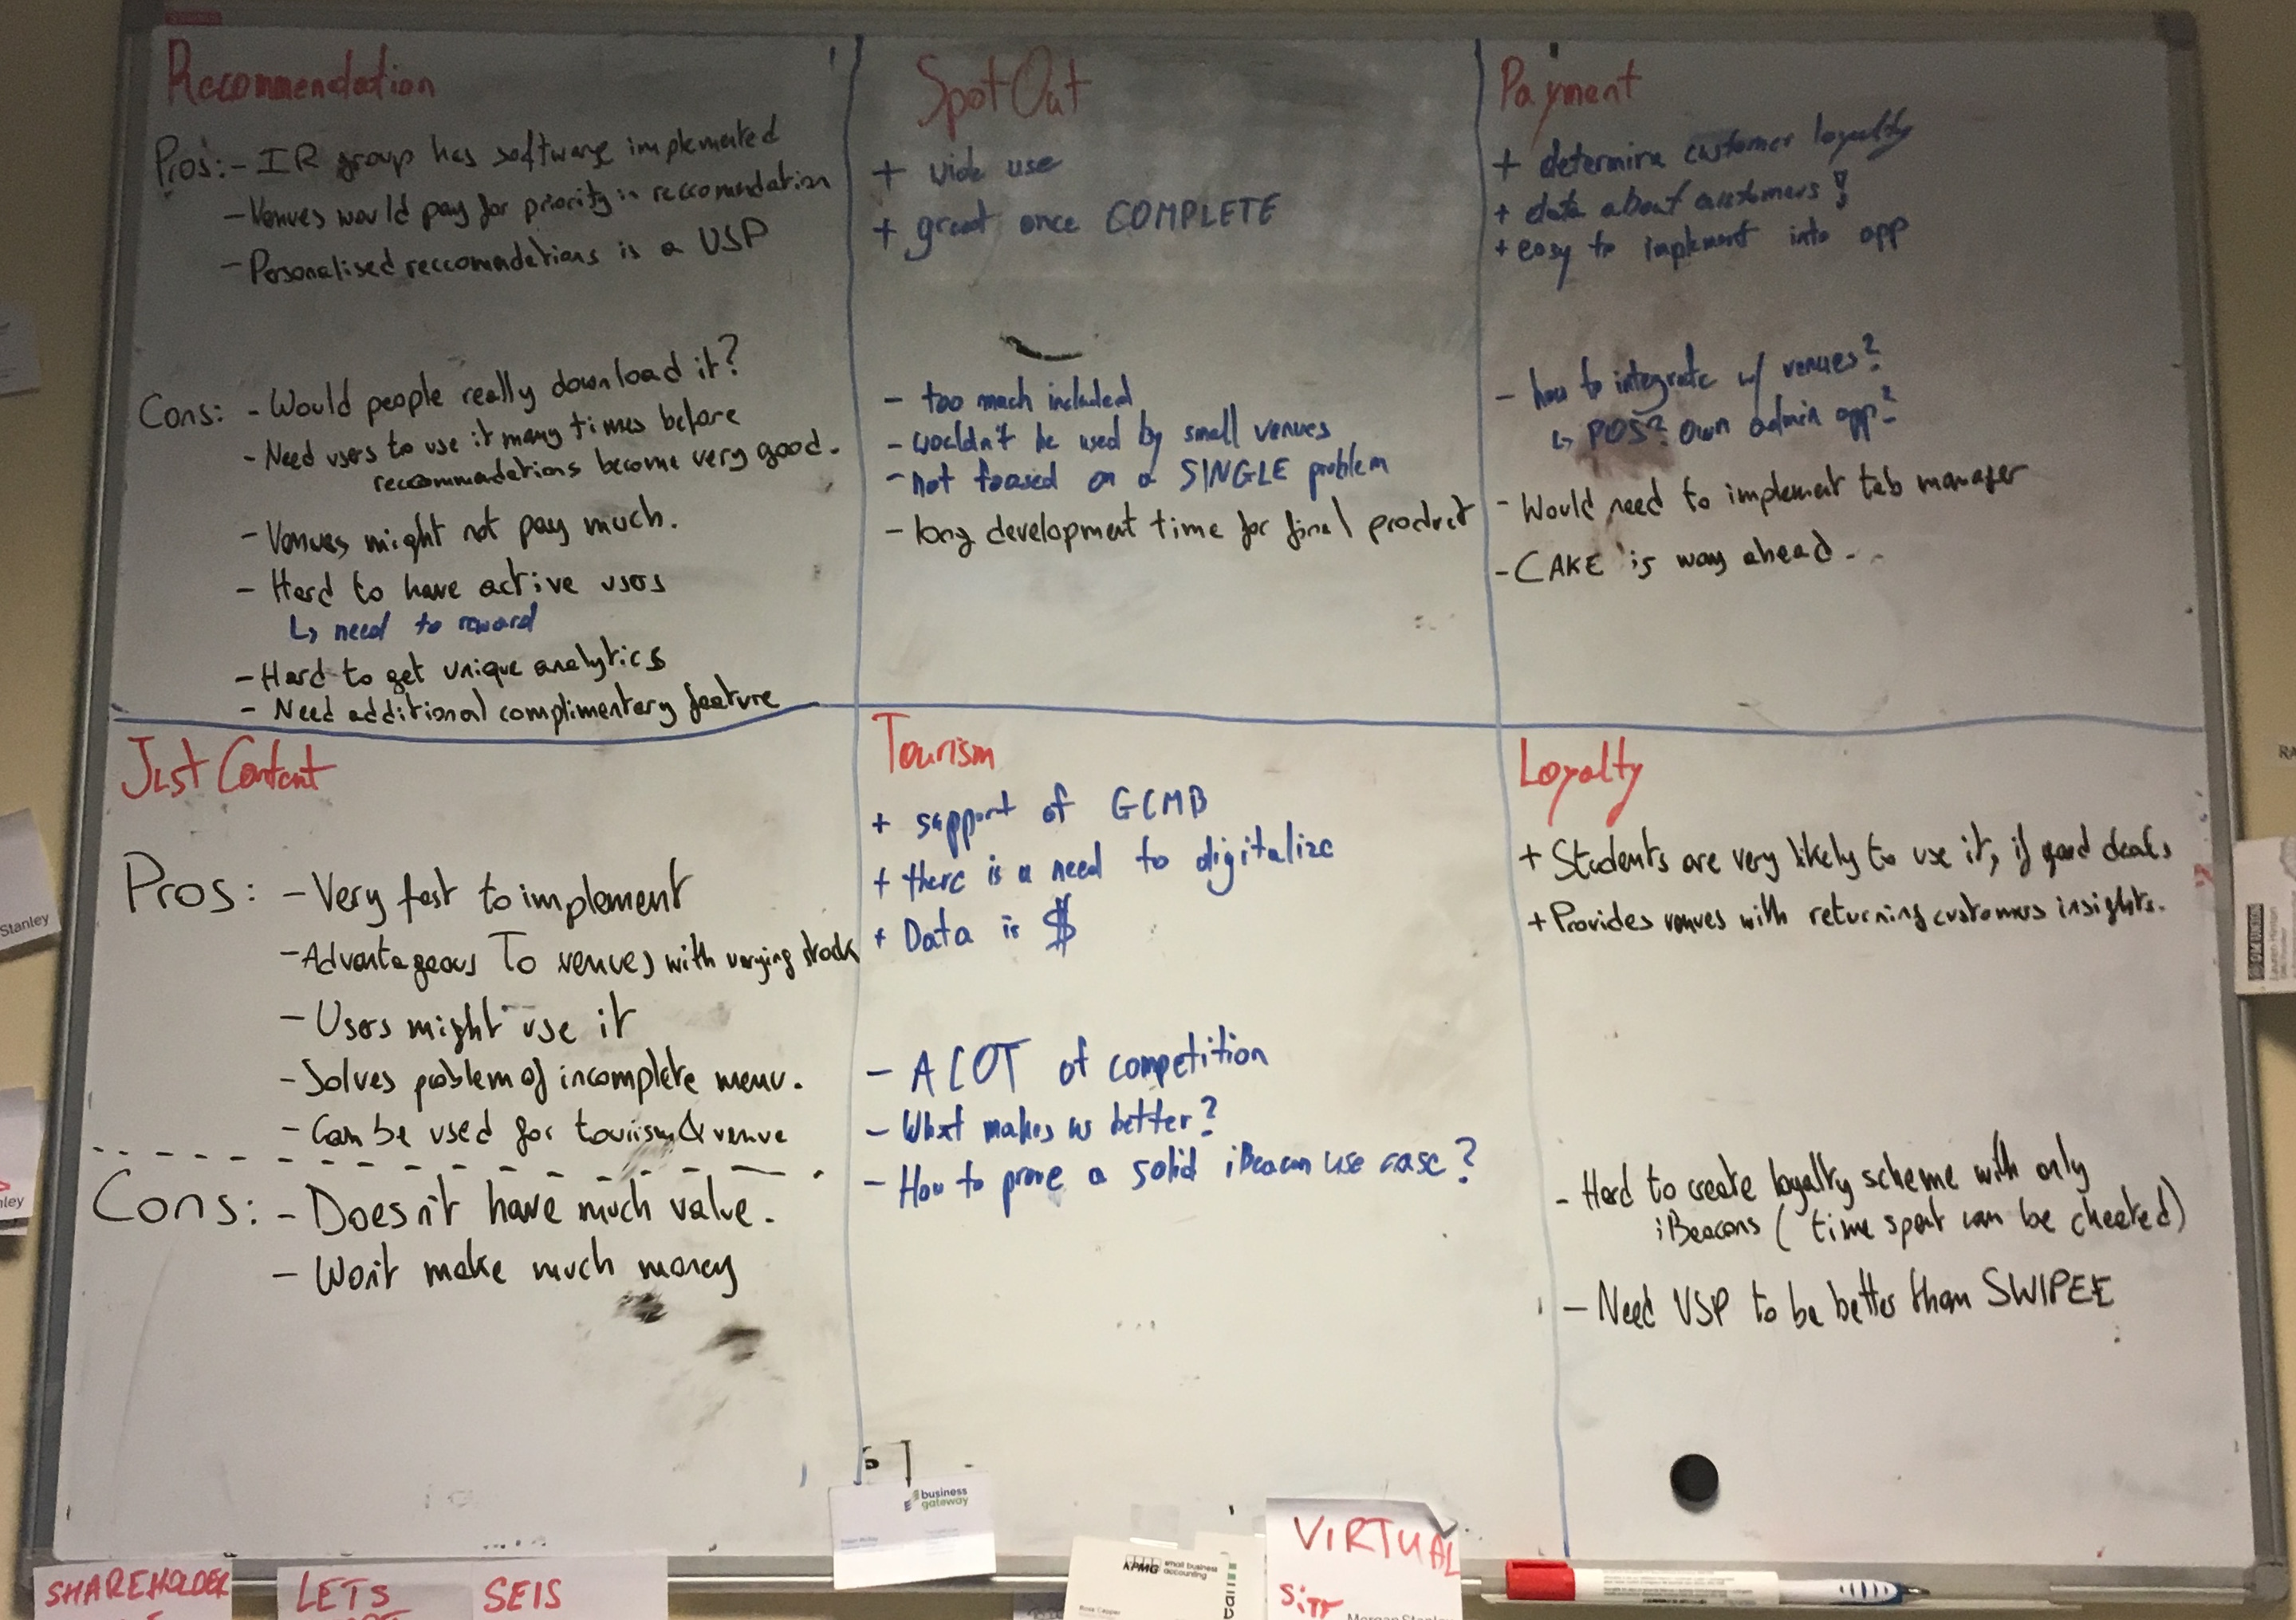 Recommendation
Pros: - IR group has software implemented
- Venues would pay for priority in reccomendation
- Personalised reccomendations is a USP
Cons: - Would people really download it?
- Need users to use it many times before
reccommendations become very good.
- Venues might not pay much.
- Hard to have active users
↳ need to reward
- Hard to get unique analytics
- Need additional complimentary feature
SpotOut
+ wide use
+ great once COMPLETE
- too much included
- wouldn't be used by small venues
- not focused on a SINGLE problem
- long development time for final product
Payment
+ determine customer loyalty
+ data about customers!
+ easy to implement into app
- how to integrate w/ venues?
↳ POS? own admin app?
- Would need to implement tab manager
- CAKE is way ahead..
Just Content
Pros: - Very fast to implement
- Advantageous To venues with varying stock
- Users might use it
- Solves problem of incomplete menu.
- Can be used for tourism & venue
Cons: - Doesn't have much value.
- Won't make much money
Tourism
+ support of GCMB
+ there is a need to digitalize
+ Data is $
- A LOT of competition
- What makes us better?
- How to prove a solid iBeacon use case?
Loyalty
+ Students are very likely to use it, if good deals
+ Provides venues with returning customers insights.
- Hard to create loyalty scheme with only
iBeacons (time spent can be cheated)
- Need USP to be better than SWIPEE
Stanley
business
gateway
KPMG small business
accounting
VIRTUAL
SHAREHOLDER
LETS
SEIS
Morgan Stanley